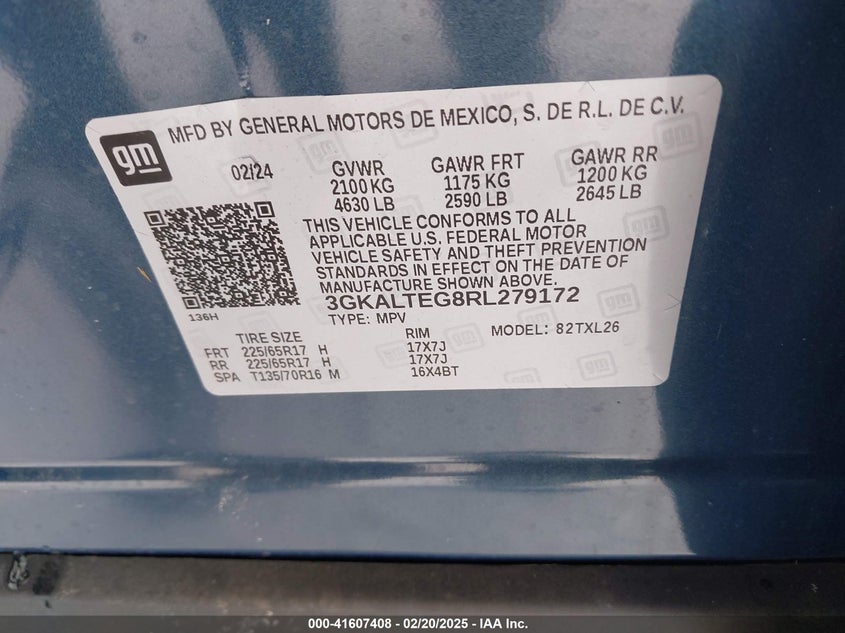 gm
MFD BY GENERAL MOTORS DE MEXICO, S. DE R.L. DE C.V.
02/24 GVWR GAWR FRT GAWR RR
2100 KG 1175 KG 1200 KG
4630 LB 2590 LB 2645 LB
THIS VEHICLE CONFORMS TO ALL
APPLICABLE U.S. FEDERAL MOTOR
VEHICLE SAFETY AND THEFT PREVENTION
STANDARDS IN EFFECT ON THE DATE OF
MANUFACTURE SHOWN ABOVE.
136H
3GKALTEG8RL279172
TYPE: MPV MODEL: 82TXL26
TIRE SIZE RIM
FRT 225/65R17 H 17X7J
RR 225/65R17 H 17X7J
SPA T135/70R16 M 16X4BT
000-41607408 - 02/20/2025 - IAA Inc.